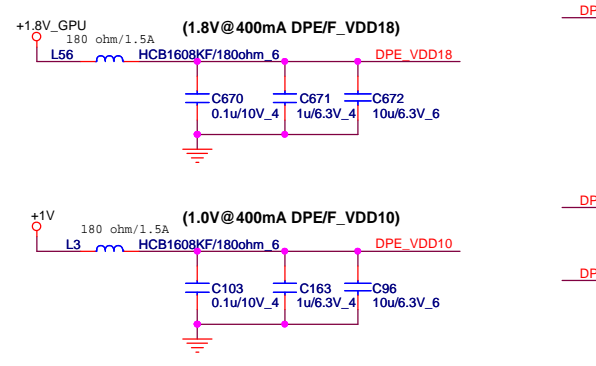 DP
+1.8V_GPU
(1.8V@400mA DPE/F_VDD18)
180 ohm/1.5A
L56
HCB1608KF/180ohm_6
DPE_VDD18
C670
0.1u/10V_4
C671
1u/6.3V_4
C672
10u/6.3V_6
DP
+1V
(1.0V@400mA DPE/F_VDD10)
180 ohm/1.5A
L3
HCB1608KF/180ohm_6
DPE_VDD10
DP
C103
0.1u/10V_4
C163
1u/6.3V_4
C96
10u/6.3V_6